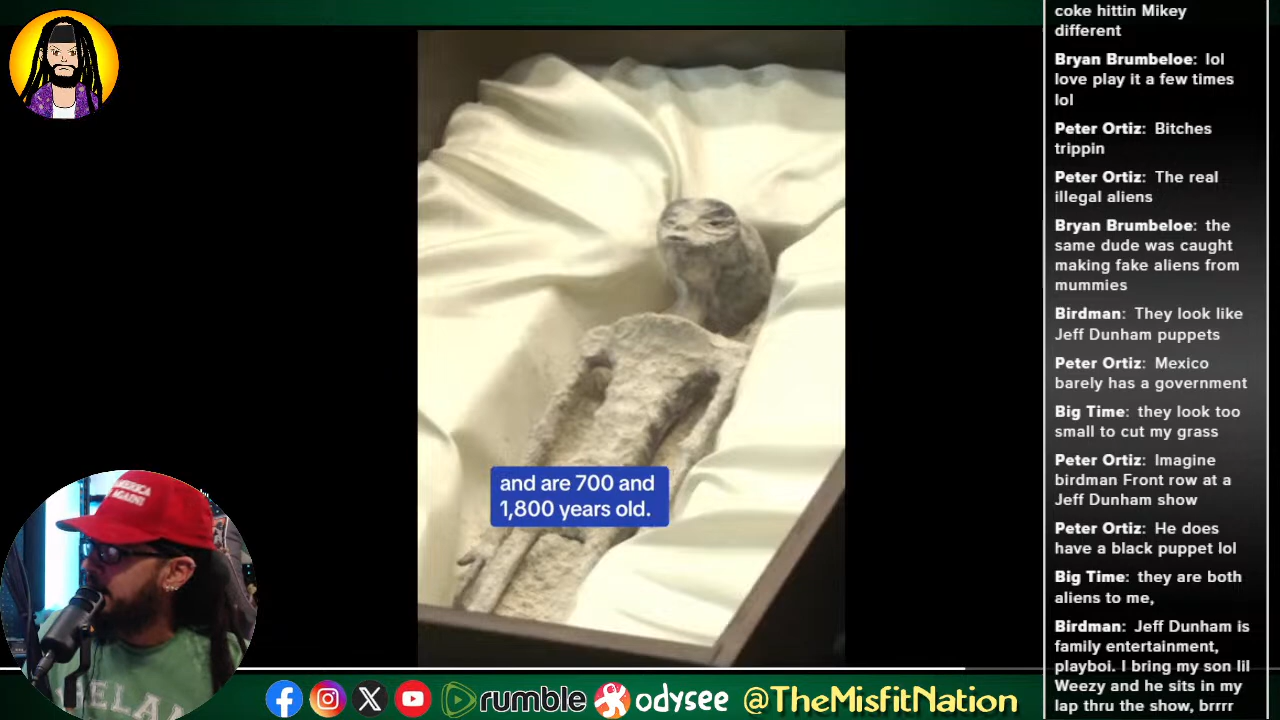 coke hittin Mikey
different
Bryan Brumbeloe: lol
love play it a few times
lol
Peter Ortiz: Bitches
trippin
Peter Ortiz: The real
illegal aliens
Bryan Brumbeloe: the
same dude was caught
making fake aliens from
mummies
Birdman: They look like
Jeff Dunham puppets
Peter Ortiz: Mexico
barely has a government
Big Time: they look too
small to cut my grass
Peter Ortiz: Imagine
birdman Front row at a
Jeff Dunham show
Peter Ortiz: He does
have a black puppet lol
Big Time: they are both
aliens to me,
Birdman: Jeff Dunham is
family entertainment,
playboi. I bring my son lil
Weezy and he sits in my
lap thru the show, brrrr
and are 700 and
1,800 years old.
AGAIN!
rumble odysee @TheMisfitNation